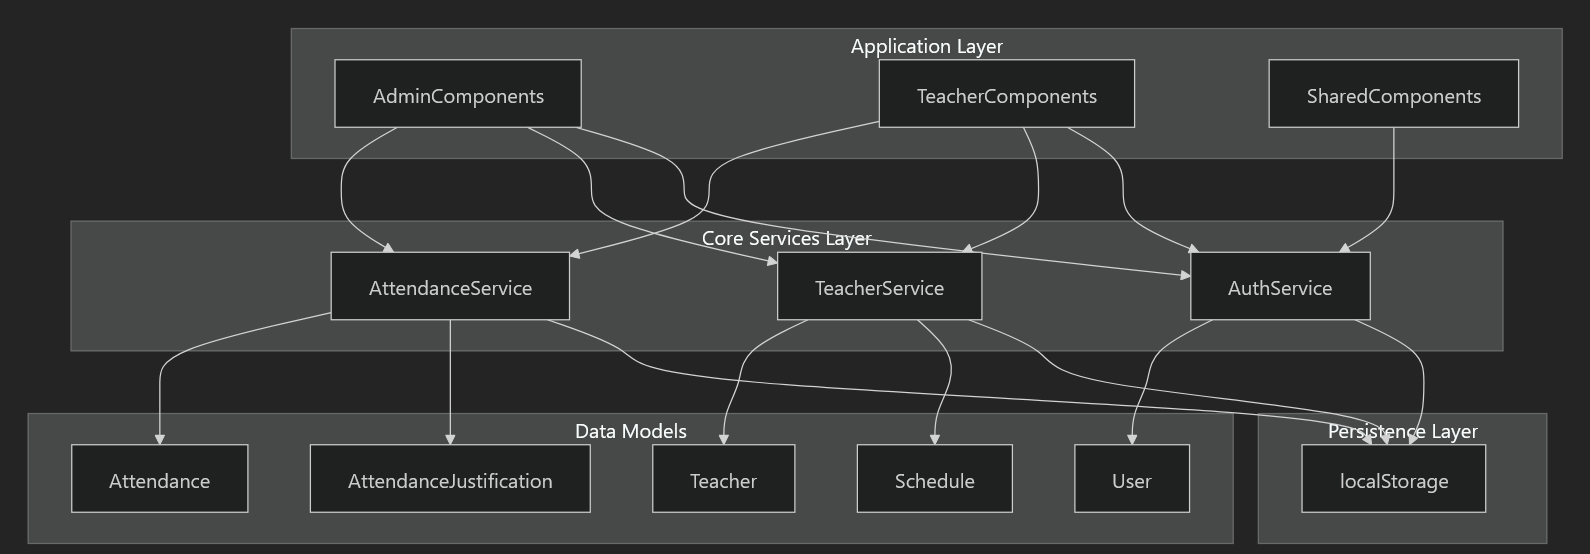 Application Layer
AdminComponents
TeacherComponents
SharedComponents
Core Services Layer
AttendanceService
TeacherService
AuthService
Data Models
Persistence Layer
Attendance
AttendanceJustification
Teacher
Schedule
User
localStorage